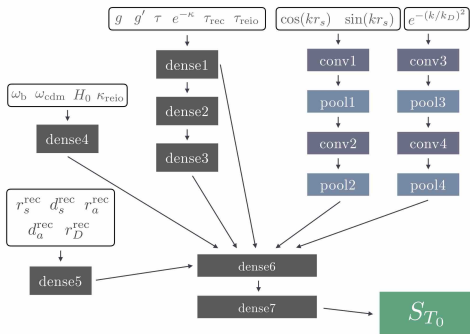 g g′ τ e^{−κ} τ_rec τ_reio
cos(kr_s) sin(kr_s)
e^{−(k/k_D)^2}
dense1
conv1
conv3
ω_b ω_cdm H_0 κ_reio
dense2
pool1
pool3
dense4
dense3
conv2
conv4
r_s^rec d_s^rec r_a^rec
pool2
pool4
d_a^rec r_D^rec
dense5
dense6
dense7
S_{T_0}